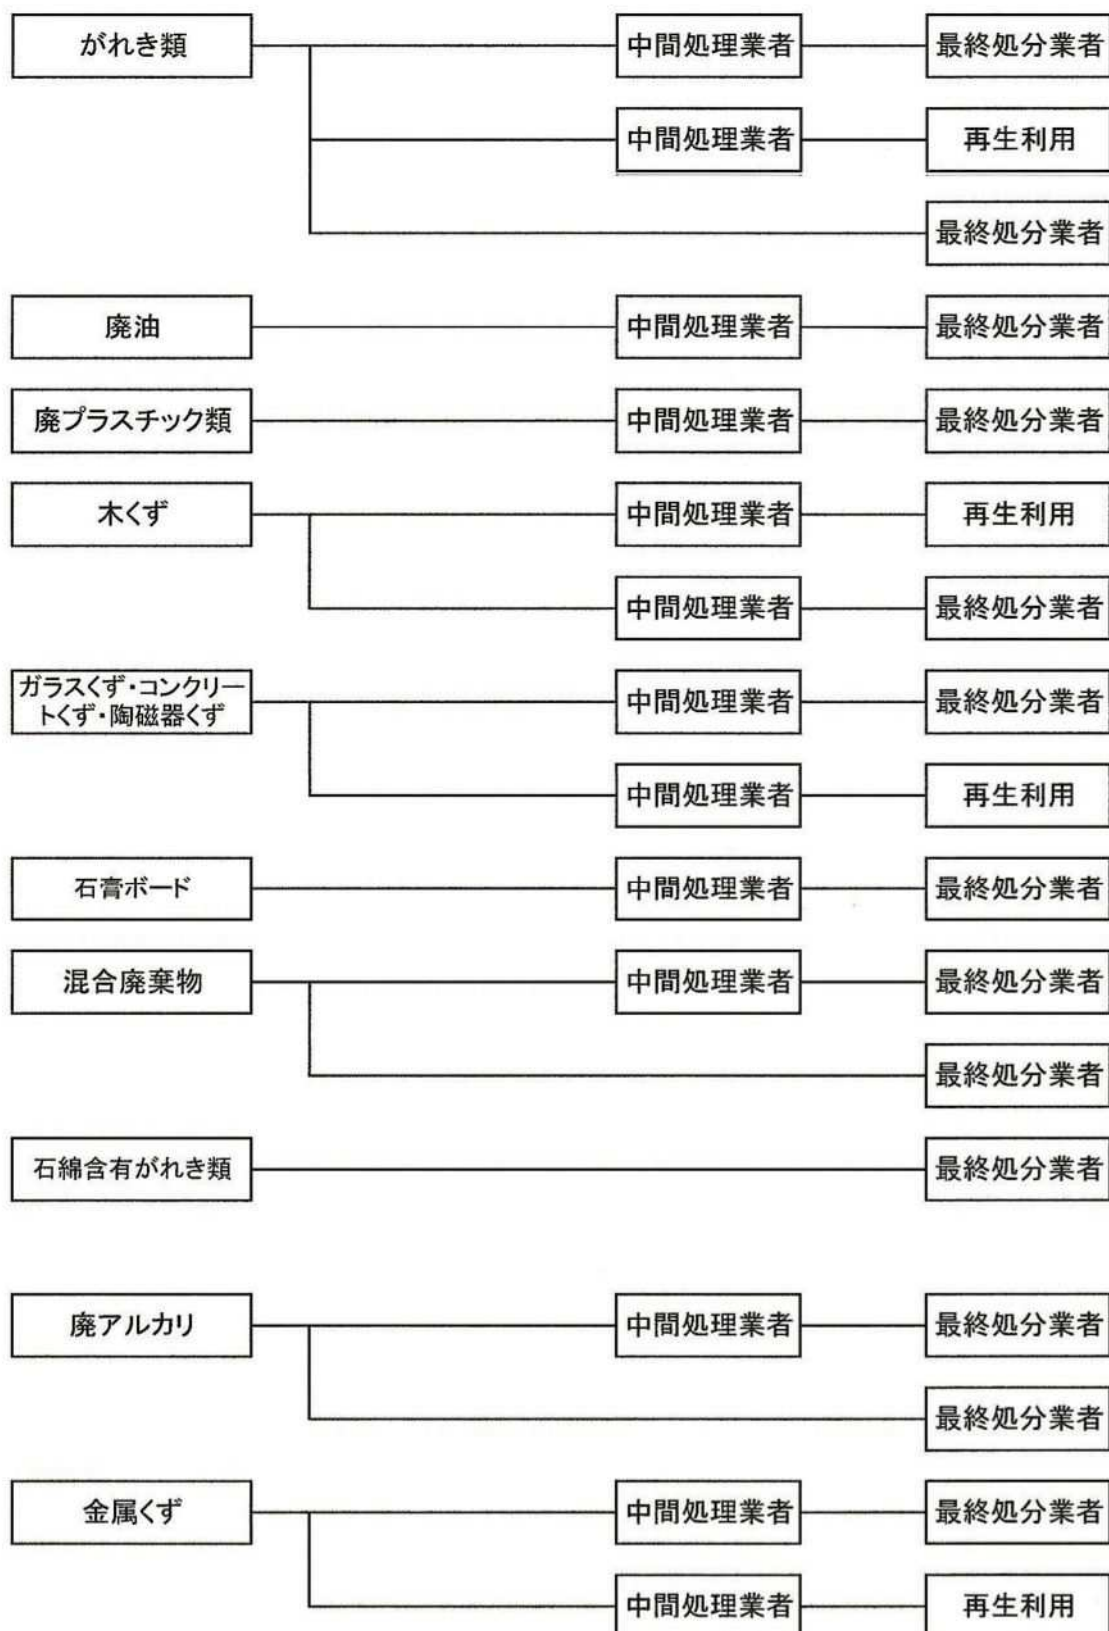 がれき類
中間処理業者
最終処分業者
中間処理業者
再生利用
最終処分業者
廃油
中間処理業者
最終処分業者
廃プラスチック類
中間処理業者
最終処分業者
木くず
中間処理業者
再生利用
中間処理業者
最終処分業者
ガラスくず・コンクリー
トくず・陶磁器くず
中間処理業者
最終処分業者
中間処理業者
再生利用
石膏ボード
中間処理業者
最終処分業者
混合廃棄物
中間処理業者
最終処分業者
最終処分業者
石綿含有がれき類
最終処分業者
廃アルカリ
中間処理業者
最終処分業者
最終処分業者
金属くず
中間処理業者
最終処分業者
中間処理業者
再生利用